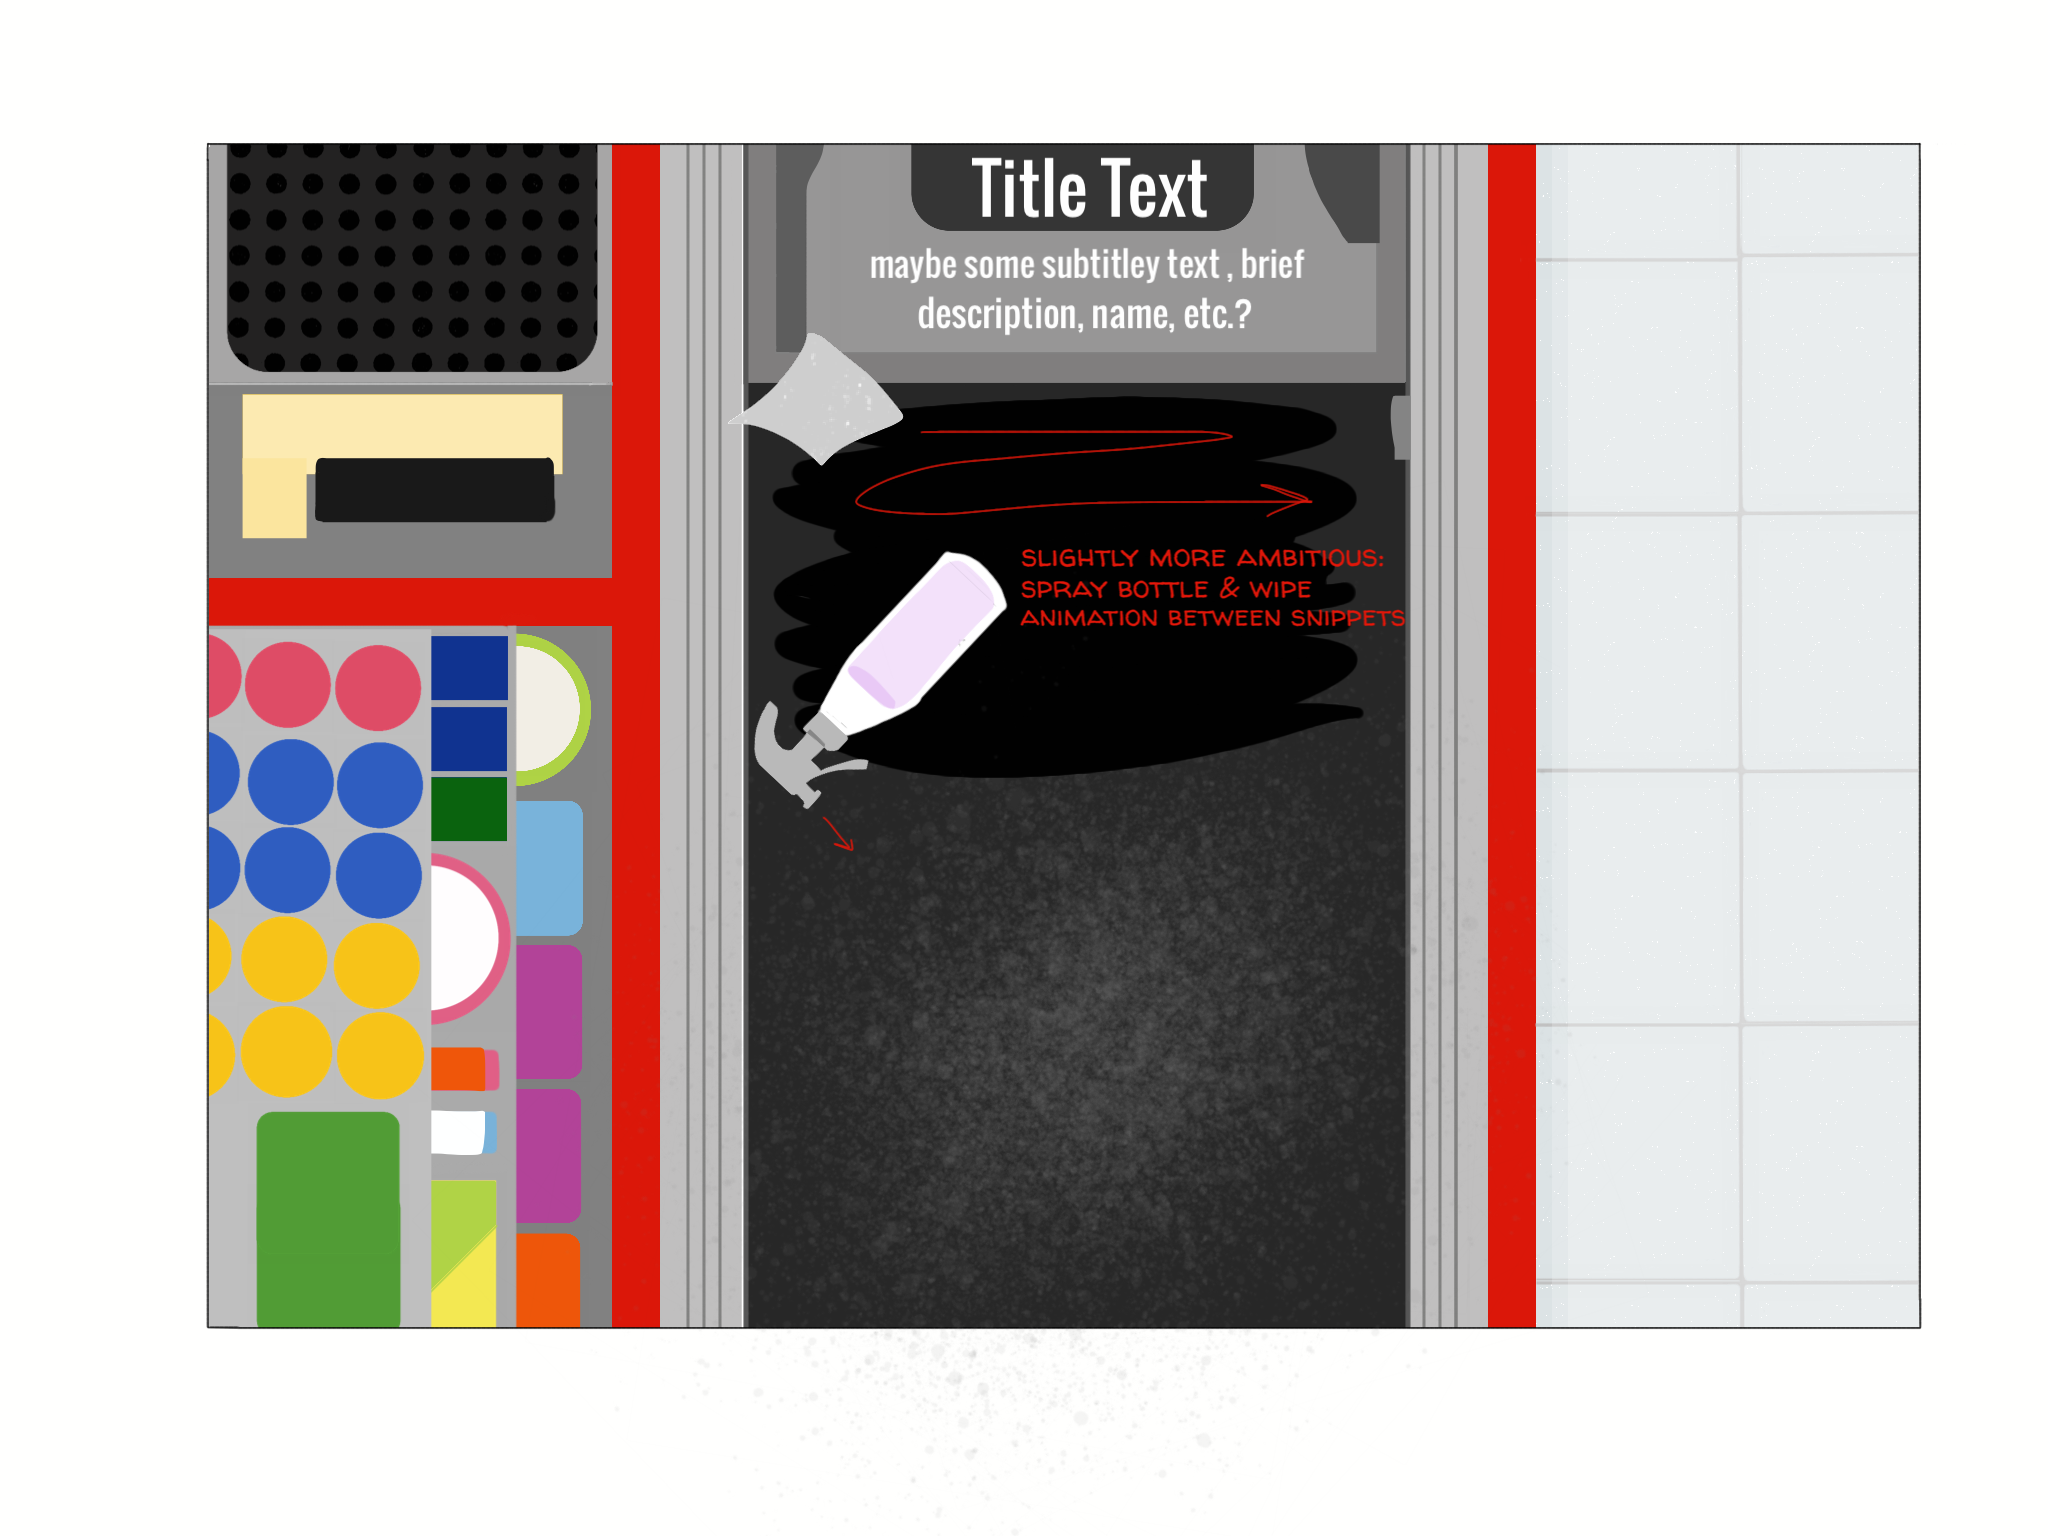 Title Text
maybe some subtitley text , brief
description, name, etc.?
SLIGHTLY MORE AMBITIOUS:
SPRAY BOTTLE & WIPE
ANIMATION BETWEEN SNIPPETS